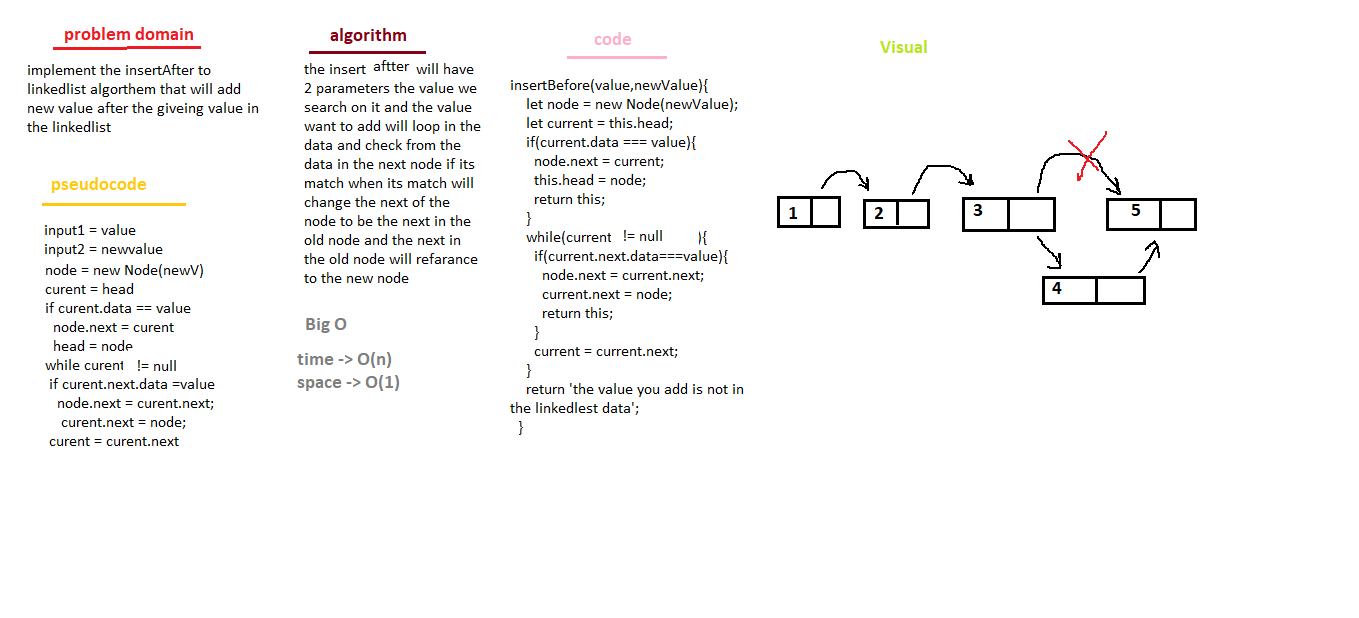 problem domain
implement the insertAfter to
linkedlist algorthem that will add
new value after the giveing value in
the linkedlist
pseudocode
input1 = value
input2 = newvalue
node = new Node(newV)
curent = head
if curent.data == value
node.next = curent
head = node
while curent != null
if curent.next.data =value
node.next = curent.next;
curent.next = node;
curent = curent.next
algorithm
the insert after will have
2 parameters the value we
search on it and the value
want to add will loop in the
data and check from the
data in the next node if its
match when its match will
change the next of the
node to be the next in the
old node and the next in
the old node will refarance
to the new node
Big O
time -> O(n)
space -> O(1)
code
insertBefore(value,newValue){
let node = new Node(newValue);
let current = this.head;
if(current.data === value){
node.next = current;
this.head = node;
return this;
}
while(current != null ){
if(current.next.data===value){
node.next = current.next;
current.next = node;
return this;
}
current = current.next;
}
return 'the value you add is not in
the linkedlest data';
}
Visual
1 2 3 5
4